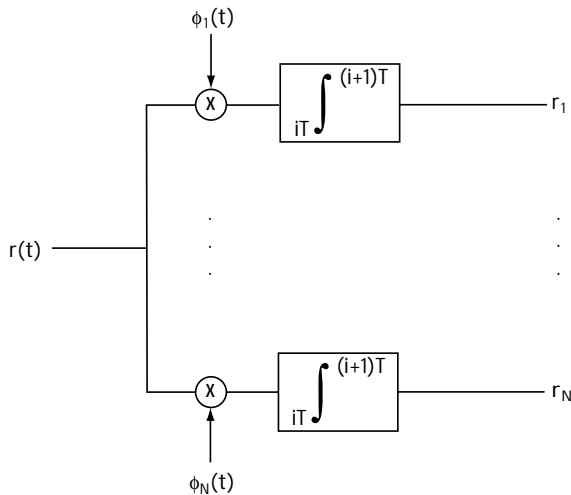 ϕ₁(t)
X
∫ iT (i+1)T
r₁
r(t)
X
∫ iT (i+1)T
r_N
ϕ_N(t)